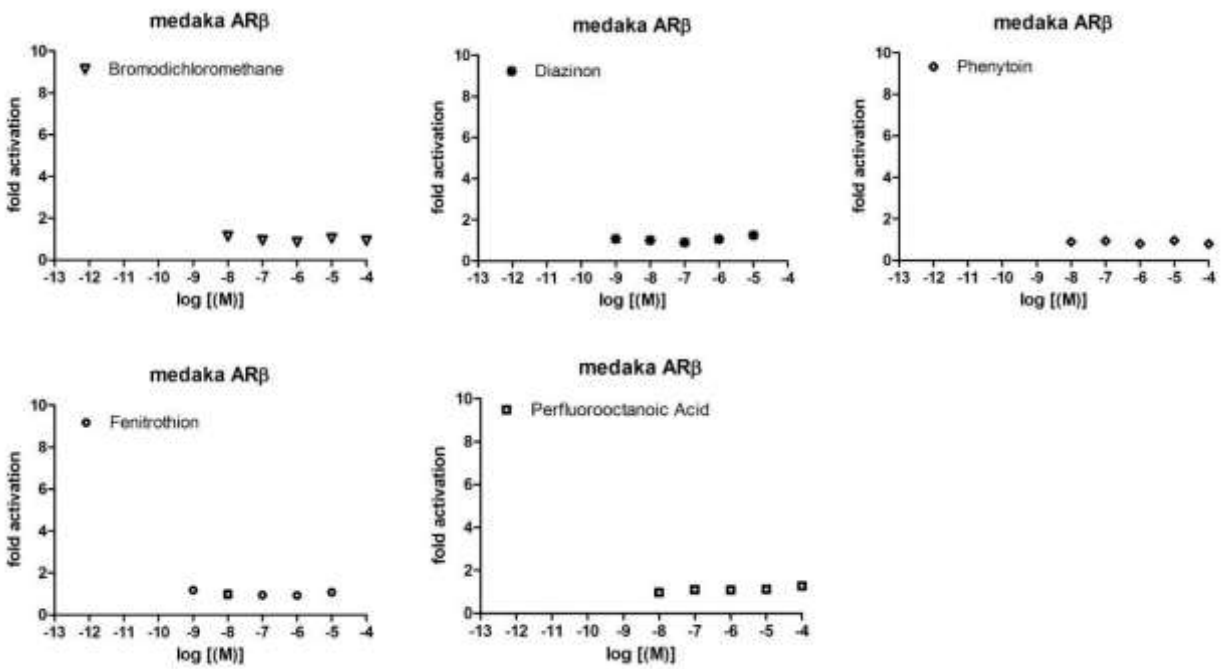 medaka ARβ
10
8
6
4
2
0
fold activation
Bromodichloromethane
-13 -12 -11 -10 -9 -8 -7 -6 -5 -4
log [(M)]
medaka ARβ
10
8
6
4
2
0
fold activation
Diazinon
-13 -12 -11 -10 -9 -8 -7 -6 -5 -4
log [(M)]
medaka ARβ
10
8
6
4
2
0
fold activation
Phenytoin
-13 -12 -11 -10 -9 -8 -7 -6 -5 -4
log [(M)]
medaka ARβ
10
8
6
4
2
0
fold activation
Fenitrothion
-13 -12 -11 -10 -9 -8 -7 -6 -5 -4
log [(M)]
medaka ARβ
10
8
6
4
2
0
fold activation
Perfluorooctanoic Acid
-13 -12 -11 -10 -9 -8 -7 -6 -5 -4
log [(M)]